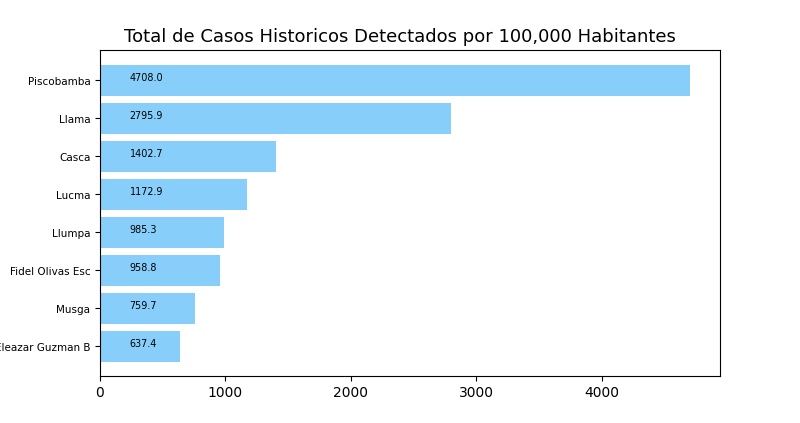 Total de Casos Historicos Detectados por 100,000 Habitantes
Piscobamba 4708.0
Llama 2795.9
Casca 1402.7
Lucma 1172.9
Llumpa 985.3
Fidel Olivas Esc 958.8
Musga 759.7
Eleazar Guzman B 637.4
0 1000 2000 3000 4000